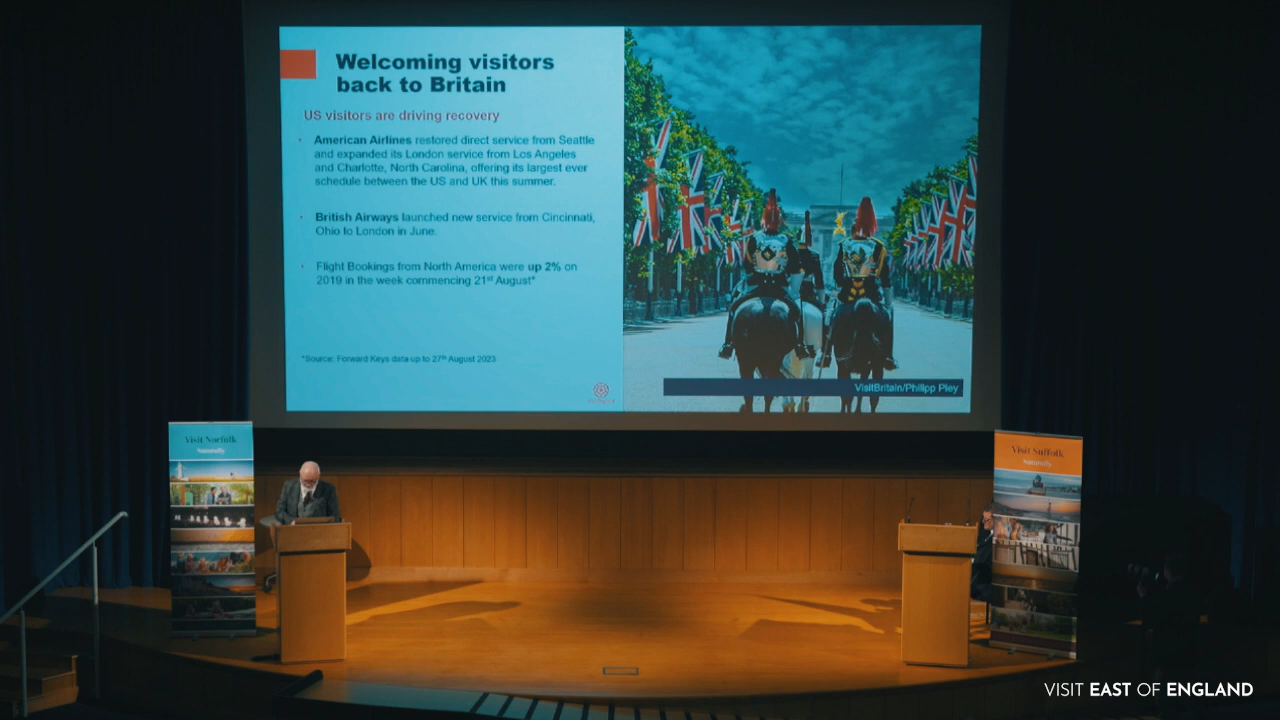 Welcoming visitors
back to Britain
US visitors are driving recovery
• American Airlines restored direct service from Seattle
and expanded its London service from Los Angeles
and Charlotte, North Carolina, offering its largest ever
schedule between the US and UK this summer.
• British Airways launched new service from Cincinnati,
Ohio to London in June.
• Flight Bookings from North America were up 2% on
2019 in the week commencing 21st August*
*Source: Forward Keys data up to 27th August 2023
VisitBritain/Philipp Pley
Visit Norfolk
Naturally
Visit Suffolk
Naturally
VISIT EAST OF ENGLAND